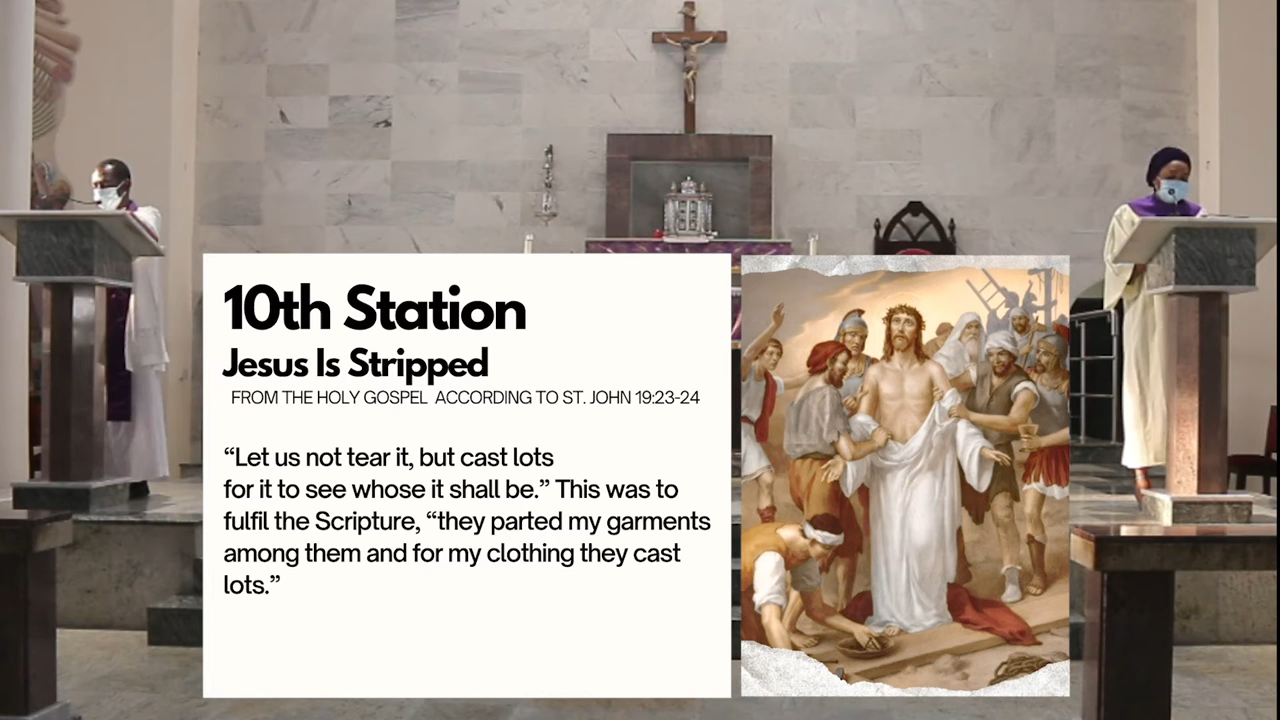 10th Station
Jesus Is Stripped
FROM THE HOLY GOSPEL ACCORDING TO ST. JOHN 19:23-24
“Let us not tear it, but cast lots
for it to see whose it shall be.” This was to
fulfil the Scripture, “they parted my garments
among them and for my clothing they cast
lots.”